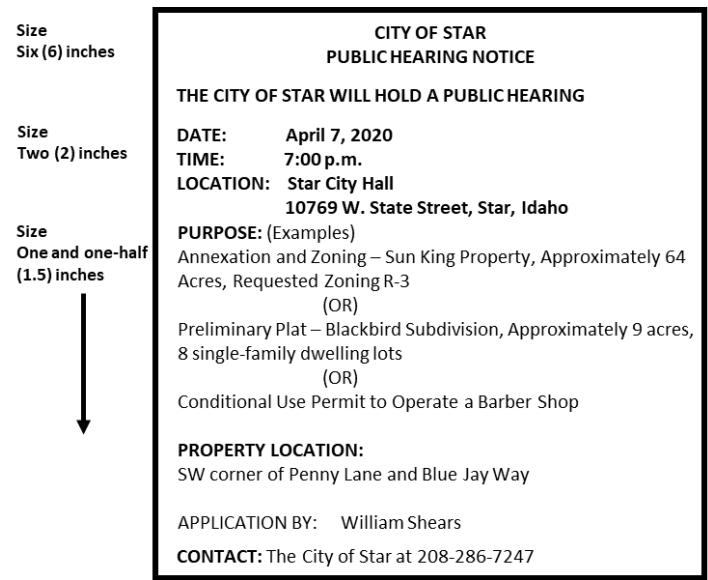 Size
Six (6) inches
CITY OF STAR
PUBLIC HEARING NOTICE
THE CITY OF STAR WILL HOLD A PUBLIC HEARING
Size
Two (2) inches
DATE: April 7, 2020
TIME: 7:00 p.m.
LOCATION: Star City Hall
10769 W. State Street, Star, Idaho
Size
One and one-half
(1.5) inches
PURPOSE: (Examples)
Annexation and Zoning – Sun King Property, Approximately 64
Acres, Requested Zoning R-3
(OR)
Preliminary Plat – Blackbird Subdivision, Approximately 9 acres,
8 single-family dwelling lots
(OR)
Conditional Use Permit to Operate a Barber Shop
PROPERTY LOCATION:
SW corner of Penny Lane and Blue Jay Way
APPLICATION BY: William Shears
CONTACT: The City of Star at 208-286-7247